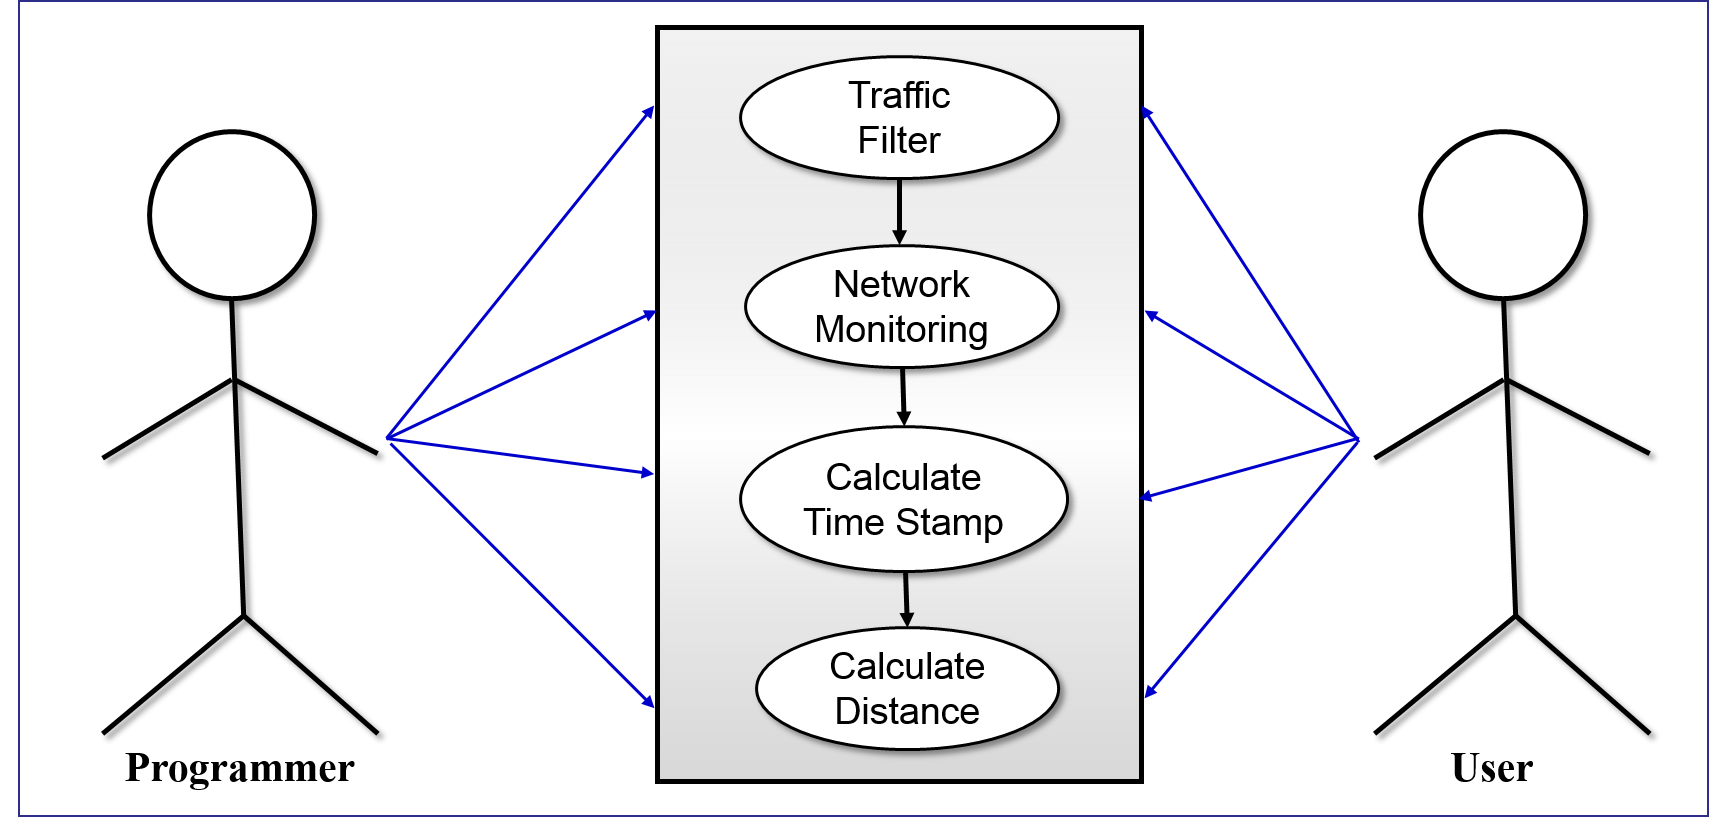 Traffic
Filter
Network
Monitoring
Calculate
Time Stamp
Calculate
Distance
Programmer
User